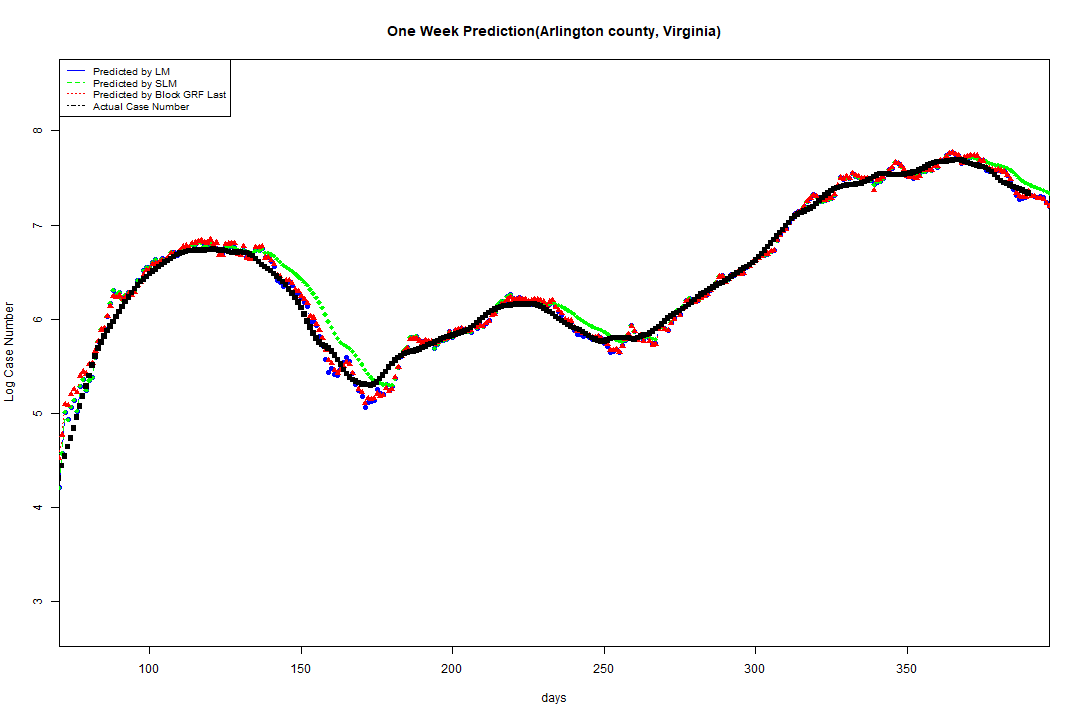 One Week Prediction(Arlington county, Virginia)
Predicted by LM
Predicted by SLM
Predicted by Block GRF Last
Actual Case Number
8
7
6
5
4
3
Log Case Number
100 150 200 250 300 350
days